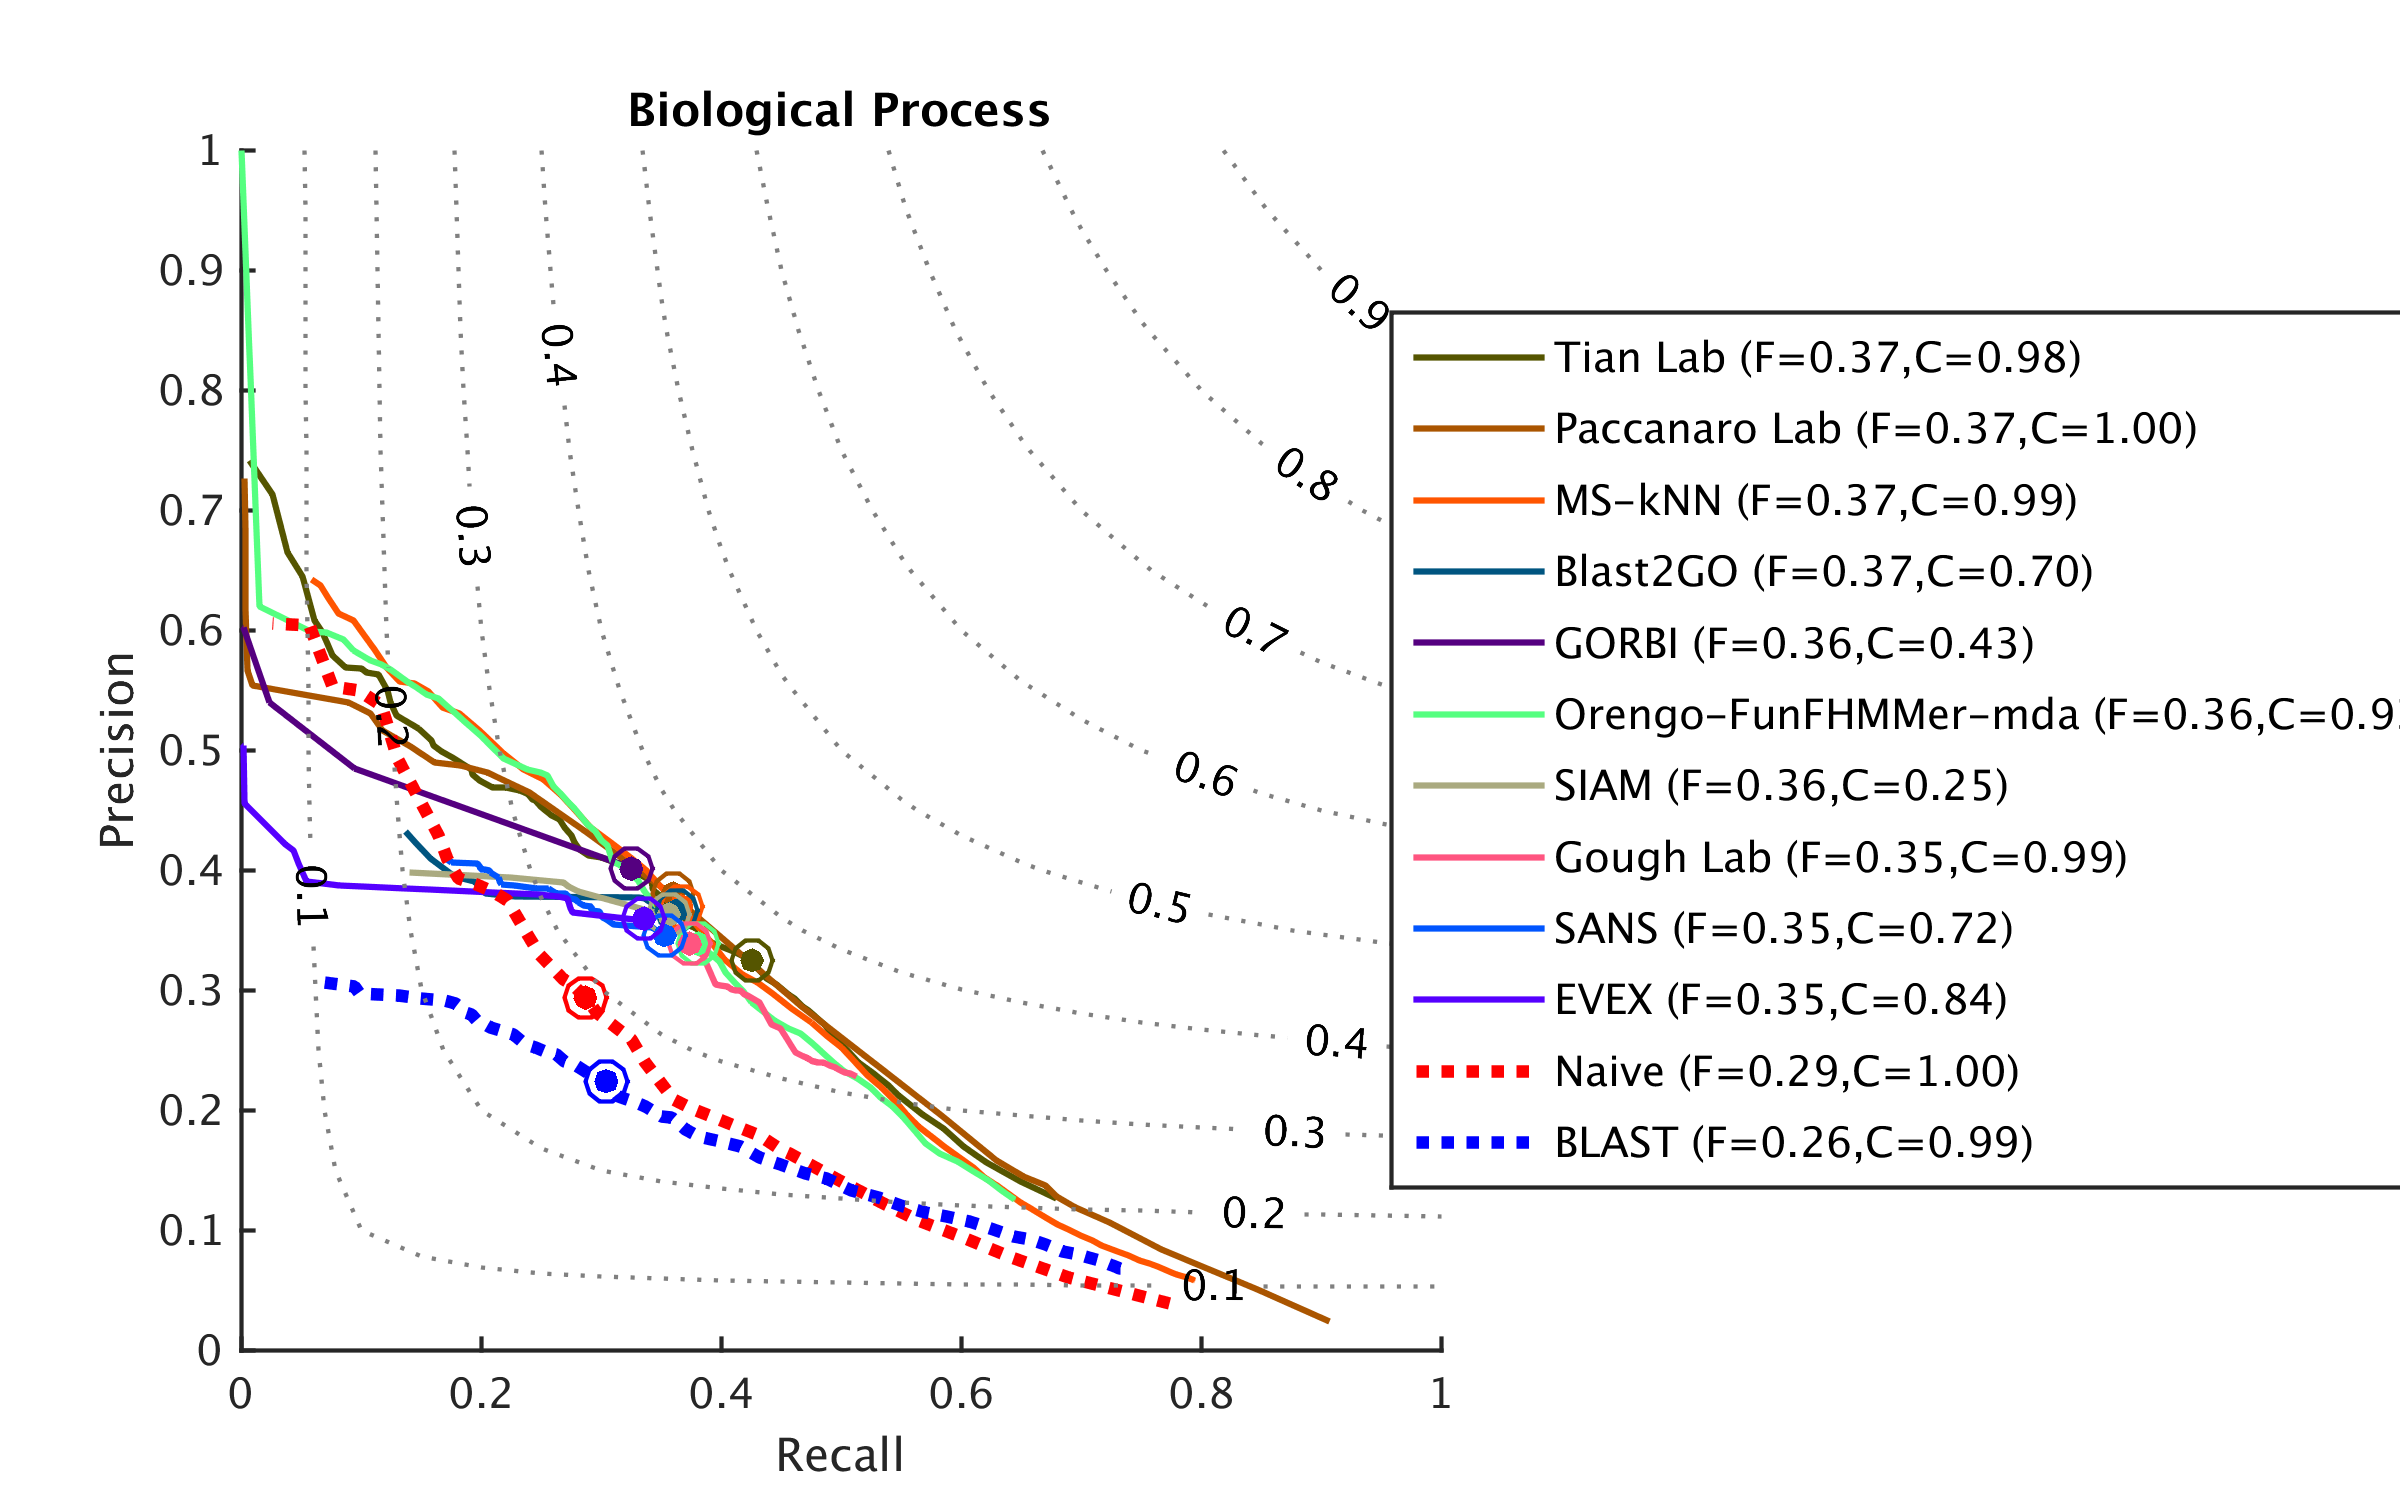 Biological Process
1
0.9
0.8
0.7
0.6
0.5
0.4
0.3
0.2
0.1
0
Precision
0
0.2
0.4
0.6
0.8
1
Recall
0.1
0.2
0.3
0.4
0.9
0.8
0.7
0.6
0.5
0.4
0.3
0.2
0.1
Tian Lab (F=0.37,C=0.98)
Paccanaro Lab (F=0.37,C=1.00)
MS-kNN (F=0.37,C=0.99)
Blast2GO (F=0.37,C=0.70)
GORBI (F=0.36,C=0.43)
Orengo-FunFHMMer-mda (F=0.36,C=0.9
SIAM (F=0.36,C=0.25)
Gough Lab (F=0.35,C=0.99)
SANS (F=0.35,C=0.72)
EVEX (F=0.35,C=0.84)
Naive (F=0.29,C=1.00)
BLAST (F=0.26,C=0.99)